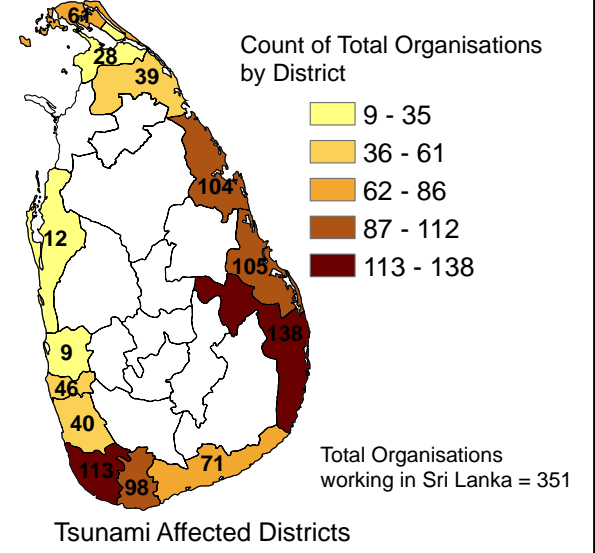 61
28
39
Count of Total Organisations
by District
9 - 35
36 - 61
62 - 86
87 - 112
113 - 138
104
12
105
138
9
46
40
113
98
71
Total Organisations
working in Sri Lanka = 351
Tsunami Affected Districts